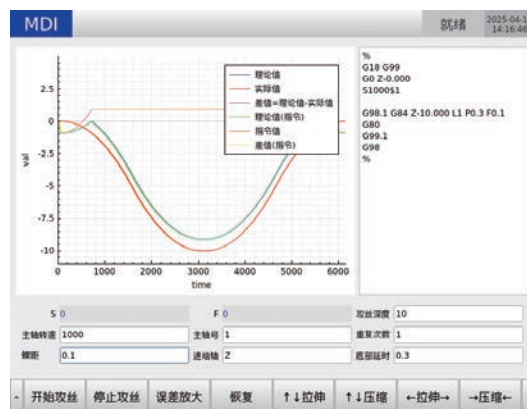 MDI
就绪
2025-04-1
14:16:46
理论值
实际值
差值=理论值-实际值
理论值(指令)
指令值
差值(指令)
2.5
0
-2.5
-5
-7.5
-10
val
0 1000 2000 3000 4000 5000 6000
time
%
G18 G99
G0 Z-0.000
S1000$1
G98.1 G84 Z-10.000 L1 P0.3 F0.1
G80
G99.1
G98
%
S 0 F 0 攻丝深度 10
主轴转速 1000 主轴号 1 重复次数 1
螺距 0.1 进给轴 Z 底部延时 0.3
- 开始攻丝 停止攻丝 误差放大 恢复 ↑↓拉伸 ↑↓压缩 ←拉伸→ →压缩←